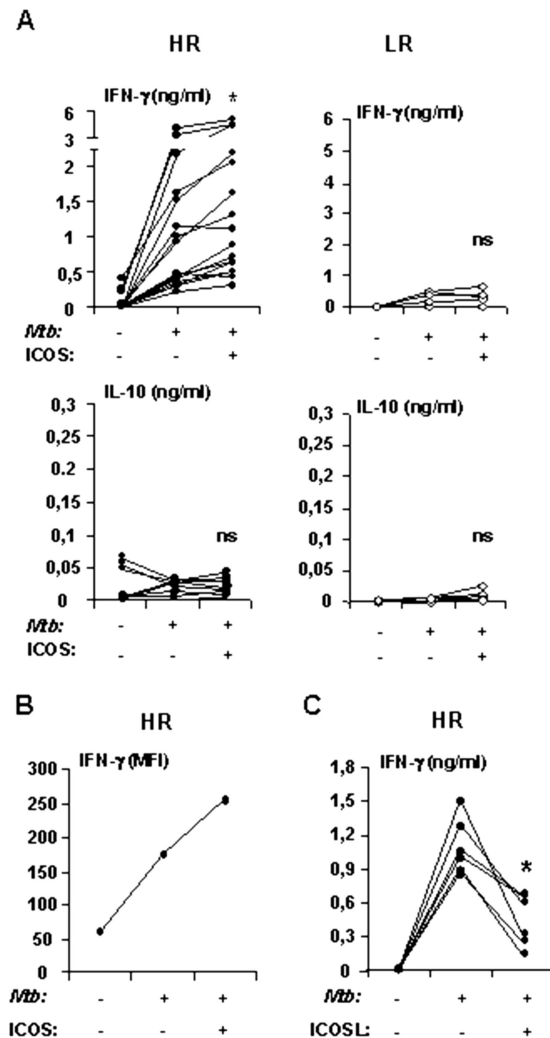 A
HR LR
IFN-γ (ng/ml) *
6
3
2
1,5
1
0,5
0
Mtb: - + +
ICOS: - - +
IFN-γ (ng/ml)
6
5
4
3
2
1
0
ns
- + +
- - +
IL-10 (ng/ml)
0,3
0,25
0,2
0,15
0,1
0,05
0
ns
Mtb: - + +
ICOS: - - +
IL-10 (ng/ml)
0,3
0,25
0,2
0,15
0,1
0,05
0
ns
- + +
- - +
B
HR
IFN-γ (MFI)
300
250
200
150
100
50
0
Mtb: - + +
ICOS: - - +
C
HR
IFN-γ (ng/ml)
1,8
1,5
1,2
0,9
0,6
0,3
0
*
Mtb: - + +
ICOSL: - - +